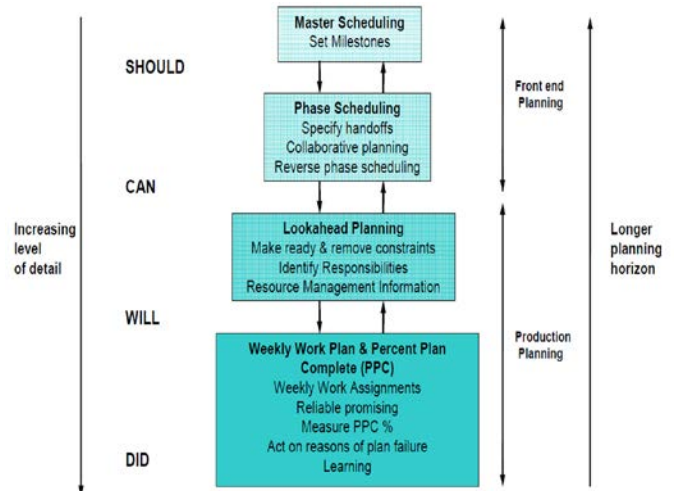 Master Scheduling
Set Milestones
SHOULD
Front end
Planning
Phase Scheduling
Specify handoffs
Collaborative planning
Reverse phase scheduling
CAN
Increasing
level
of detail
Lookahead Planning
Make ready & remove constraints
Identify Responsibilities
Resource Management Information
Longer
planning
horizon
WILL
Production
Planning
Weekly Work Plan & Percent Plan
Complete (PPC)
Weekly Work Assignments
Reliable promising
Measure PPC %
Act on reasons of plan failure
Learning
DID